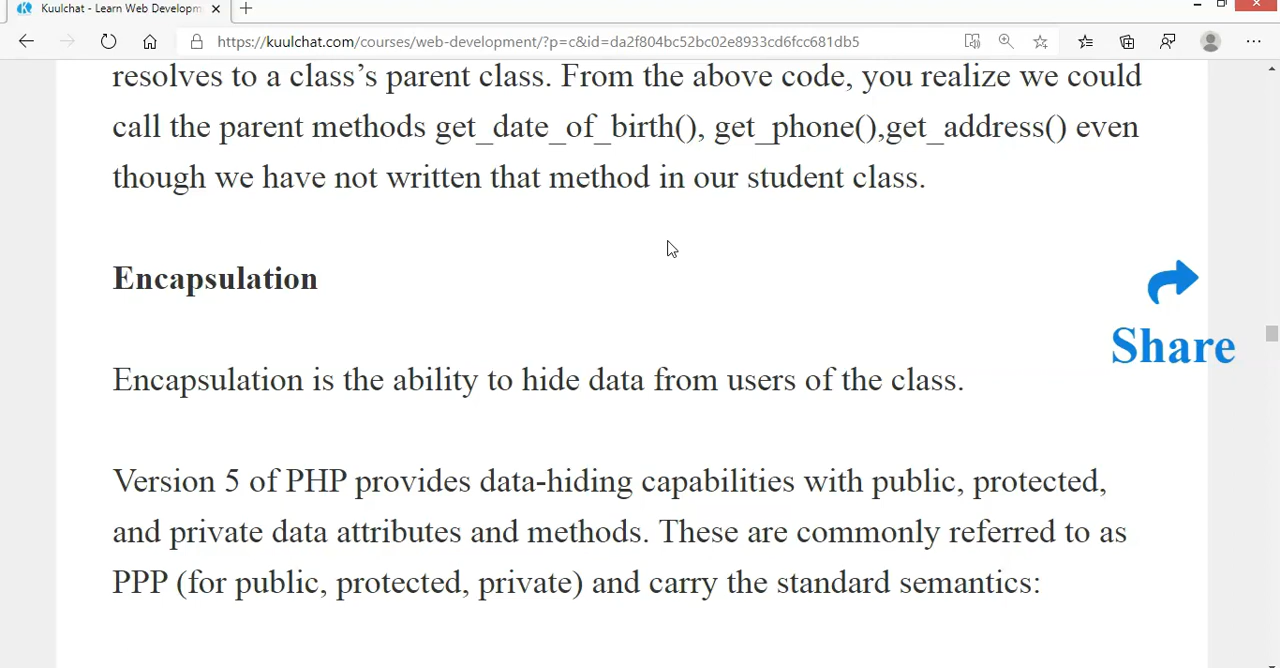 Kuulchat - Learn Web Developm
https://kuulchat.com/courses/web-development/?p=c&id=da2f804bc52bc02e8933cd6fcc681db5
resolves to a class’s parent class. From the above code, you realize we could
call the parent methods get_date_of_birth(), get_phone(),get_address() even
though we have not written that method in our student class.
Encapsulation
Share
Encapsulation is the ability to hide data from users of the class.
Version 5 of PHP provides data-hiding capabilities with public, protected,
and private data attributes and methods. These are commonly referred to as
PPP (for public, protected, private) and carry the standard semantics: